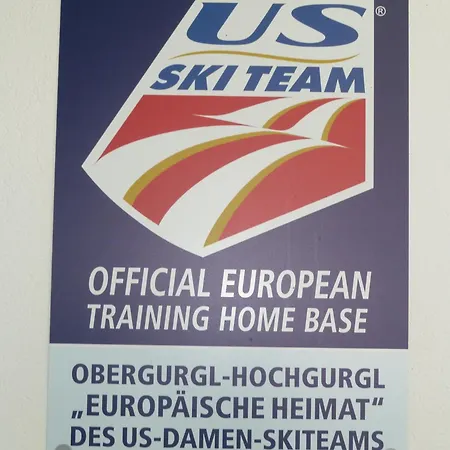 US®
SKI TEAM
OFFICIAL EUROPEAN
TRAINING HOME BASE
OBERGURGL-HOCHGURGL
„EUROPÄISCHE HEIMAT“
DES US-DAMEN-SKITEAMS